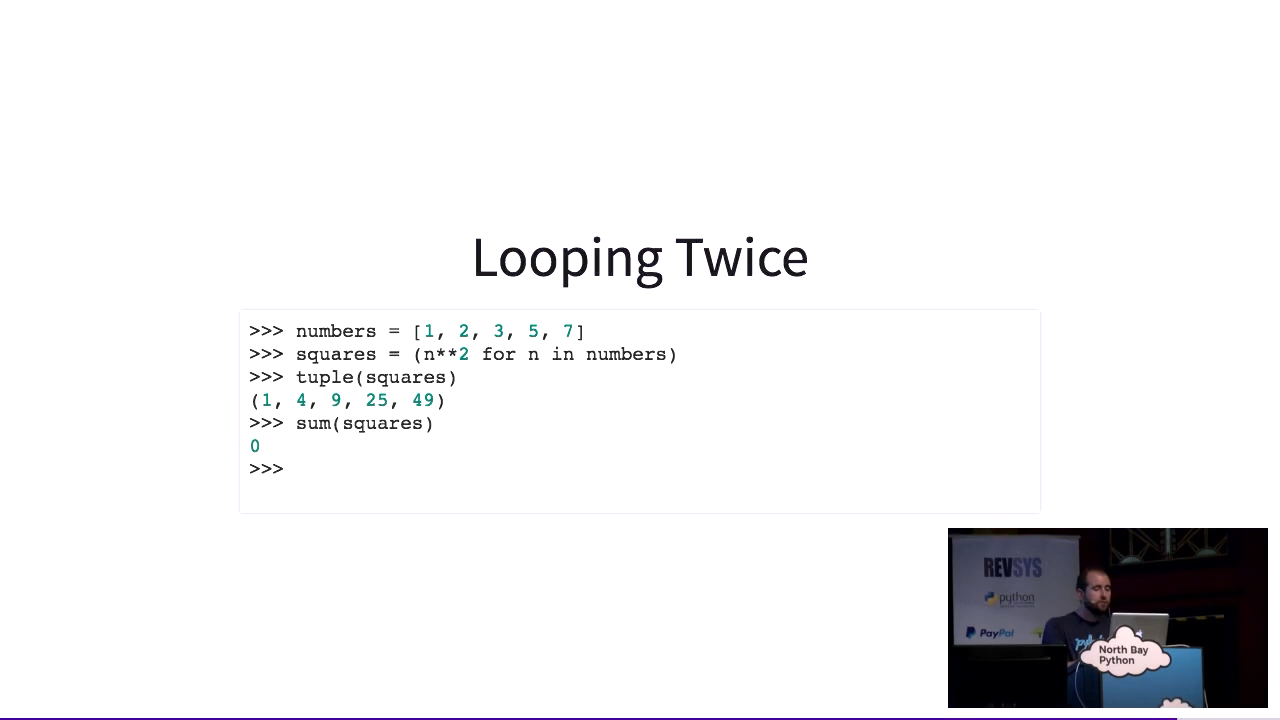 Looping Twice
>>> numbers = [1, 2, 3, 5, 7]
>>> squares = (n**2 for n in numbers)
>>> tuple(squares)
(1, 4, 9, 25, 49)
>>> sum(squares)
0
>>>
REVSYS
python
PayPal
North Bay
Python